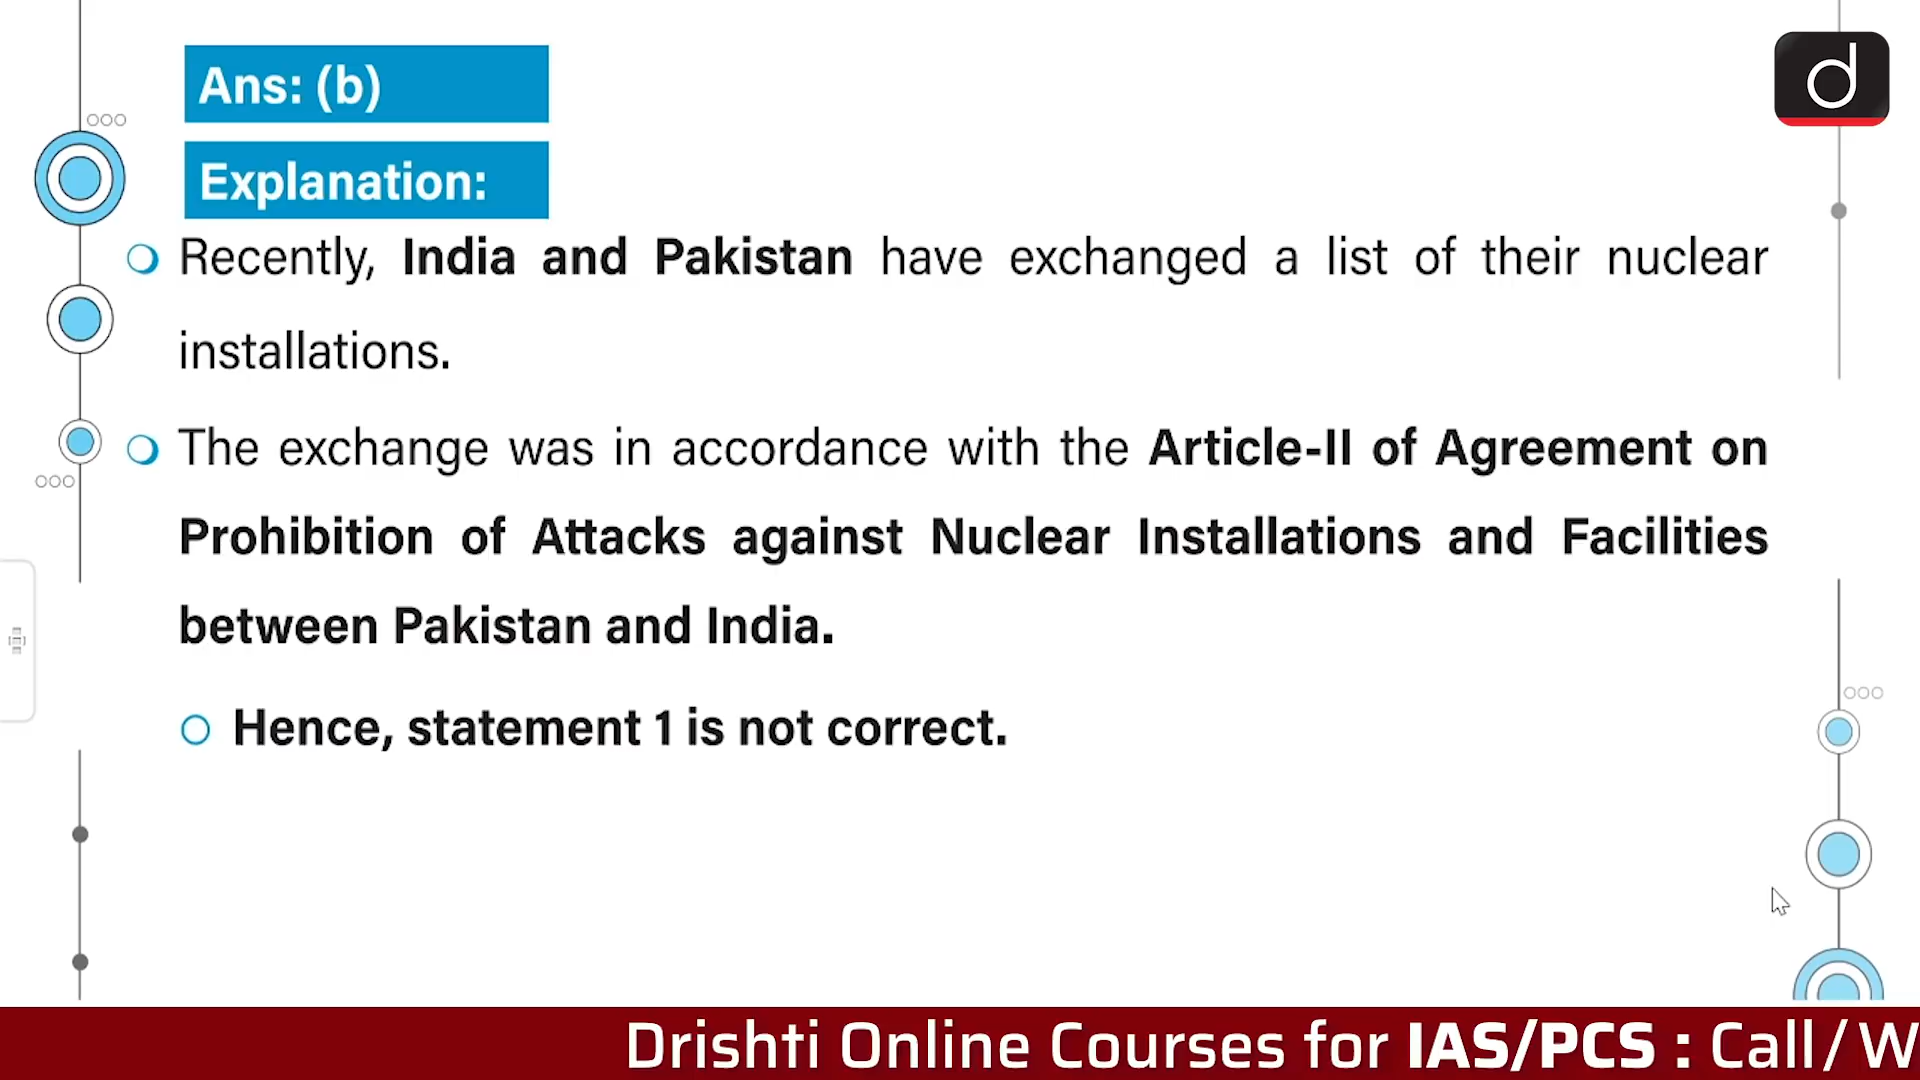 Ans: (b)
Explanation:
Recently, India and Pakistan have exchanged a list of their nuclear
installations.
The exchange was in accordance with the Article-II of Agreement on
Prohibition of Attacks against Nuclear Installations and Facilities
between Pakistan and India.
Hence, statement 1 is not correct.
Drishti Online Courses for IAS/PCS : Call/W